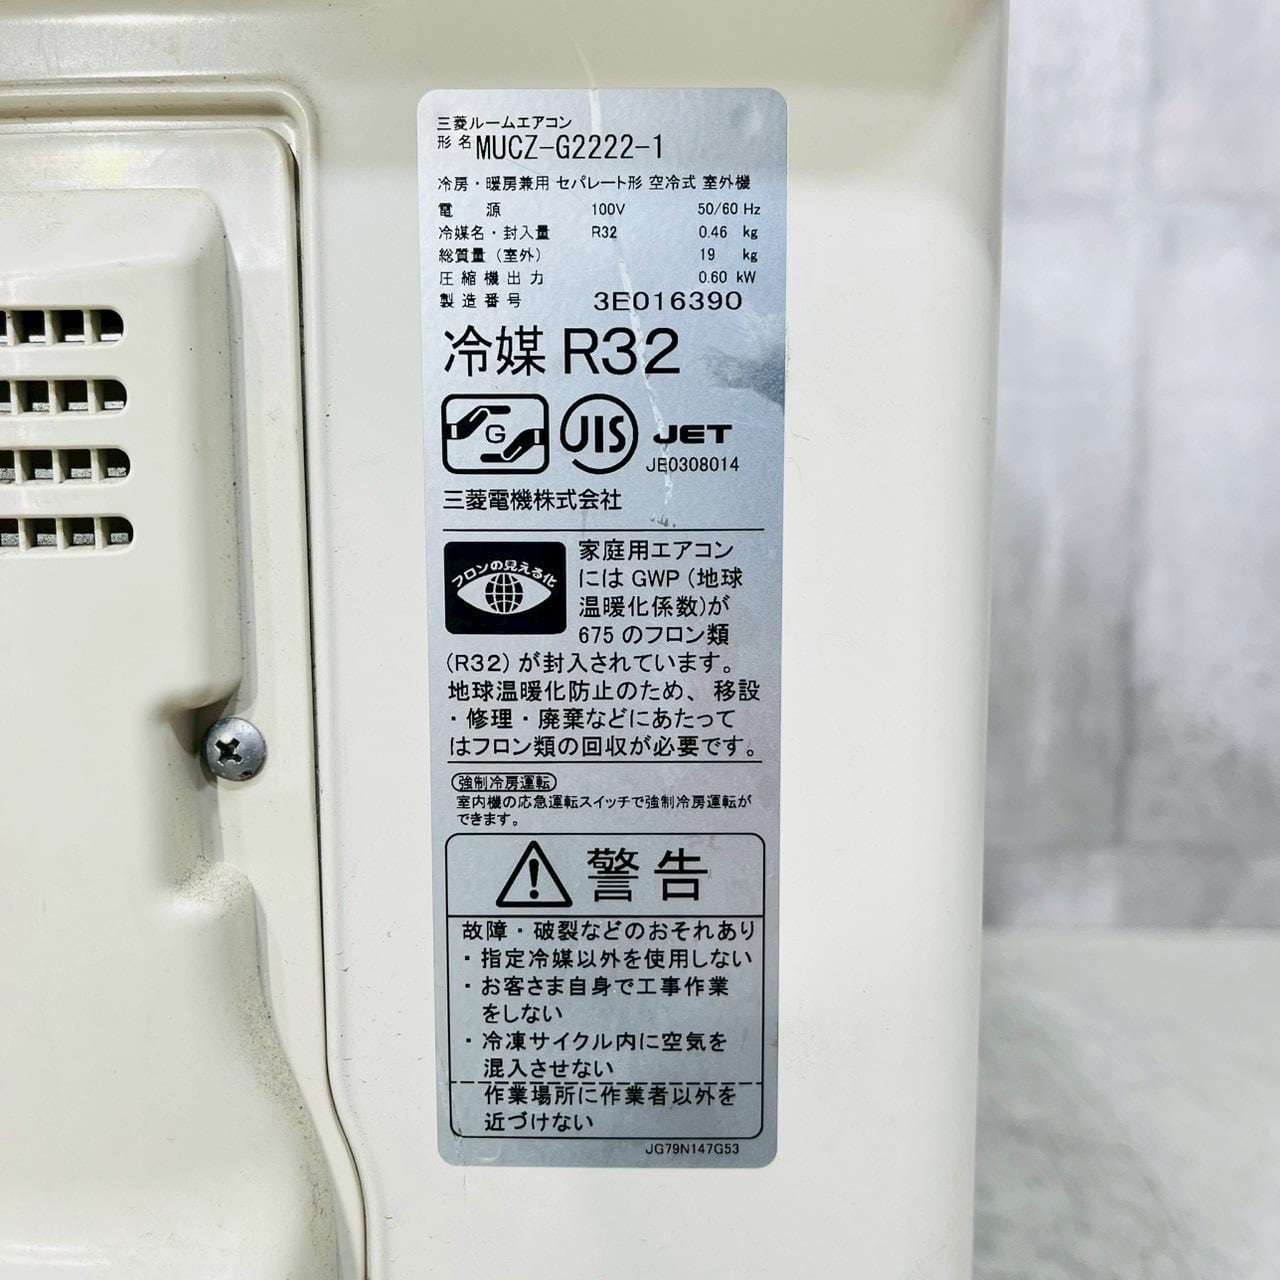 三菱ルームエアコン
形名 MUCZ-G2222-1
冷房・暖房兼用 セパレート形 空冷式 室外機
電源 100V 50/60 Hz
冷媒名・封入量 R32 0.46 kg
総質量（室外） 19 kg
圧縮機出力 0.60 kW
製造番号 3E016390
冷媒 R32
G JIS JET
JE0308014
三菱電機株式会社
フロンの見える化
家庭用エアコン
には GWP（地球
温暖化係数)が
675 のフロン類
(R32) が封入されています。
地球温暖化防止のため、移設
・修理・廃棄などにあたって
はフロン類の回収が必要です。
強制冷房運転
室内機の応急運転スイッチで強制冷房運転が
できます。
警告
故障・破裂などのおそれあり
・指定冷媒以外を使用しない
・お客さま自身で工事作業
をしない
・冷凍サイクル内に空気を
混入させない
作業場所に作業者以外を
近づけない
JG79N147G53